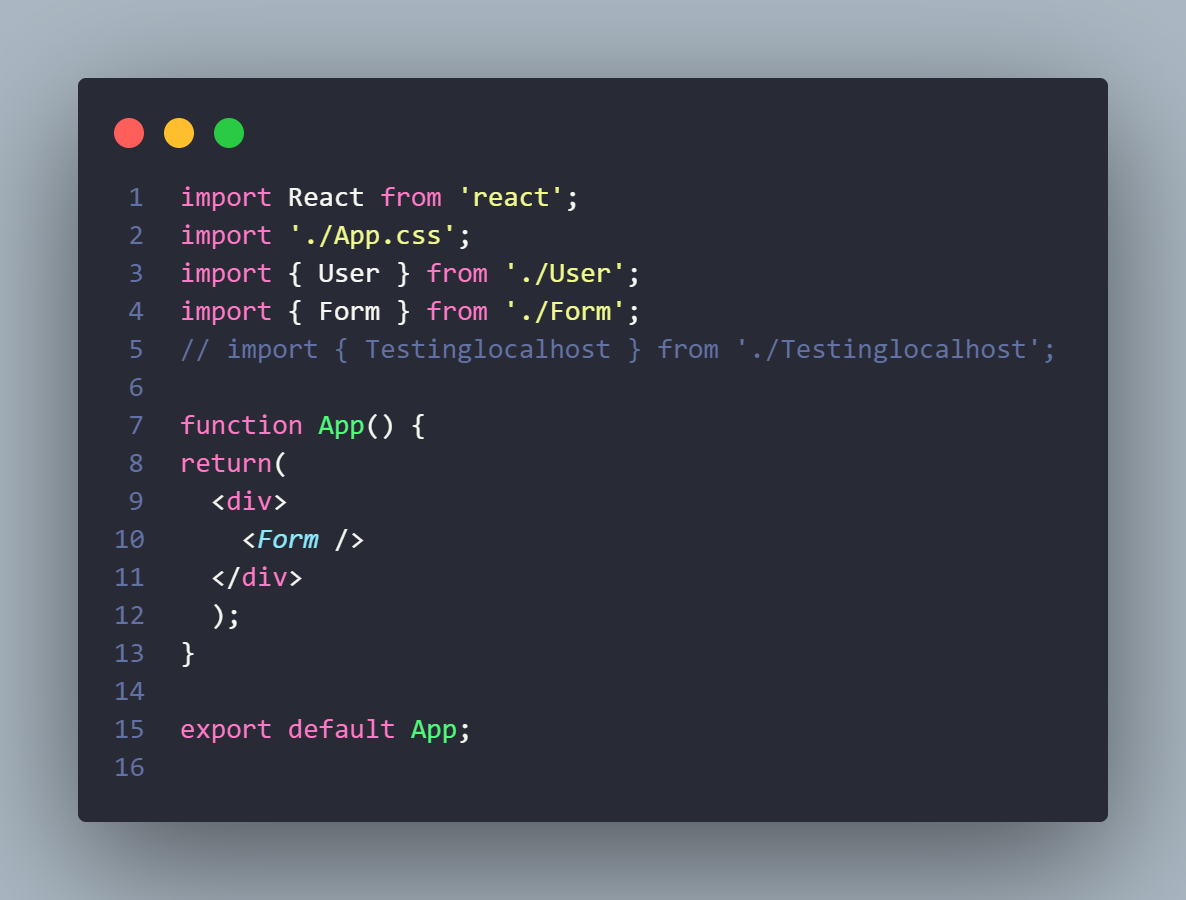 1 import React from 'react';
2 import './App.css';
3 import { User } from './User';
4 import { Form } from './Form';
5 // import { Testinglocalhost } from './Testinglocalhost';
6
7 function App() {
8 return(
9   <div>
10     <Form />
11   </div>
12   );
13 }
14
15 export default App;
16